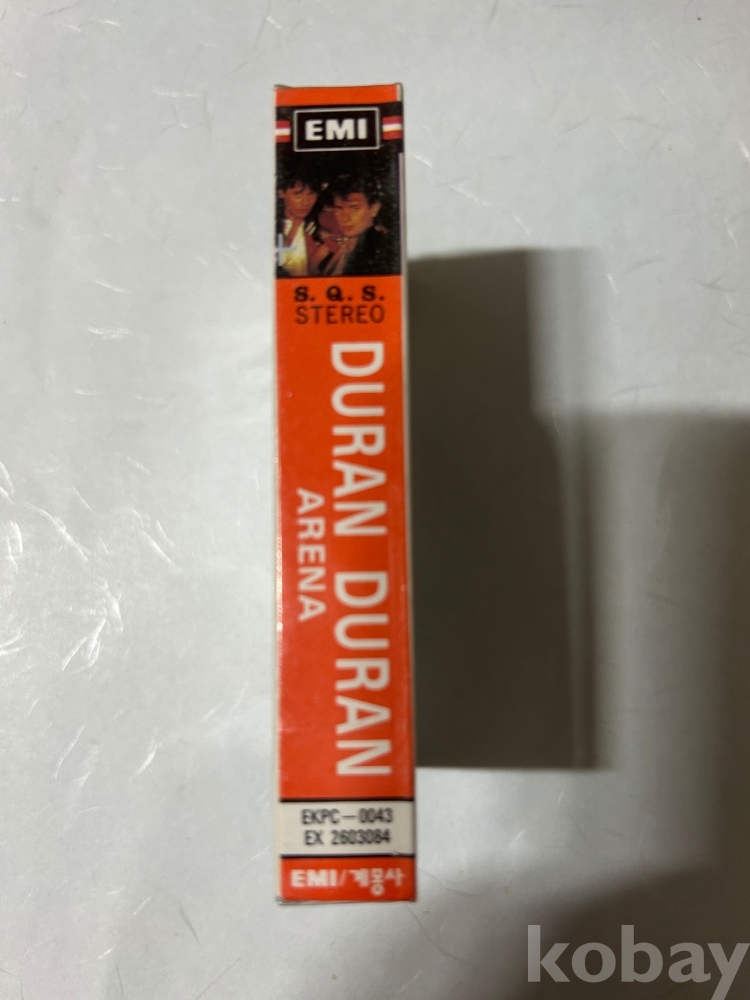 EMI
S. Q. S.
STEREO
DURAN DURAN
ARENA
EKPC-0043
EX 2603084
EMI/계몽사
kobay